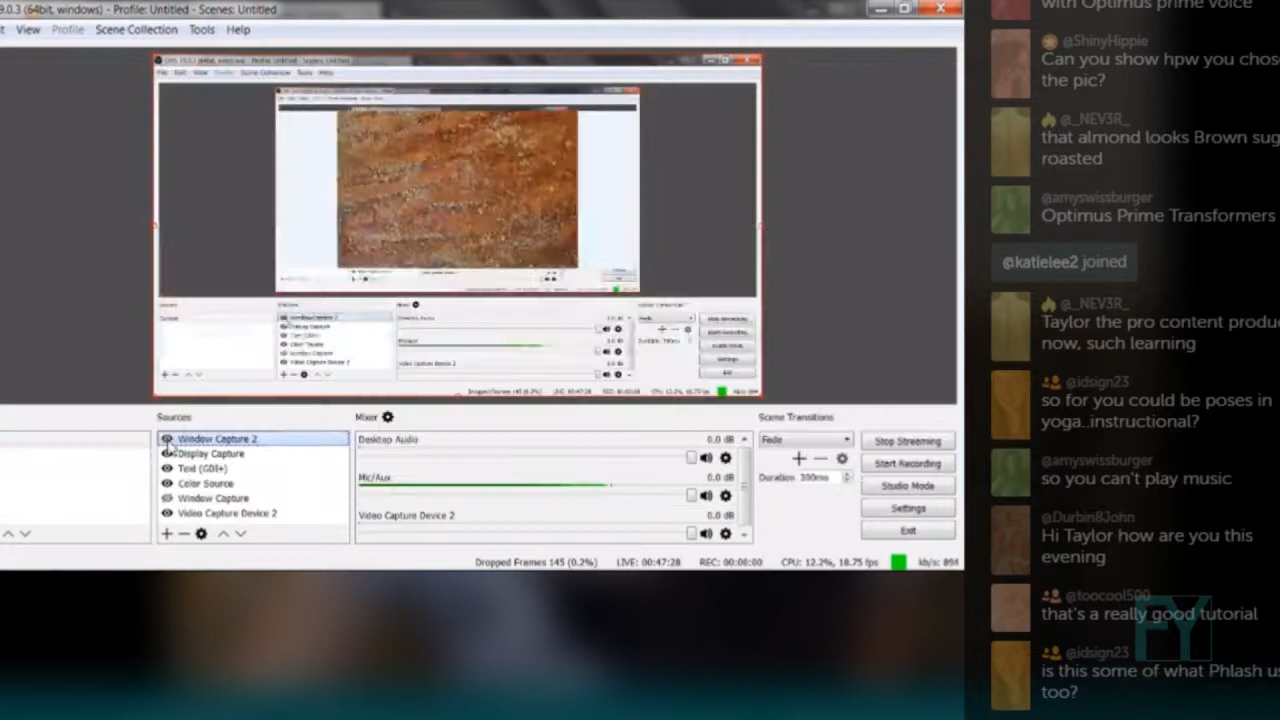 9.0.3 (64bit, windows) - Profile: Untitled - Scenes: Untitled
View Profile Scene Collection Tools Help
Sources
Window Capture 2
Display Capture
Text (GDI+)
Color Source
Window Capture
Video Capture Device 2
Mixer
Desktop Audio 0.0 dB
Mic/Aux 0.0 dB
Video Capture Device 2 0.0 dB
Scene Transitions
Fade
Duration 300ms
Stop Streaming
Start Recording
Studio Mode
Settings
Exit
Dropped Frames 145 (0.2%) LIVE: 00:47:28 REC: 00:00:00 CPU: 12.2%, 18.75 fps kb/s: 894
with Optimus prime voice
@ShinyHippie
Can you show hpw you chose
the pic?
@_NEV3R_
that almond looks Brown sug
roasted
@amyswissburger
Optimus Prime Transformers
@katielee2 joined
@_NEV3R_
Taylor the pro content produ
now, such learning
@idsign23
so for you could be poses in
yoga..instructional?
@amyswissburger
so you can't play music
@Durbin8John
Hi Taylor how are you this
evening
@toocool500
that's a really good tutorial
FY
@idsign23
is this some of what Phlash us
too?